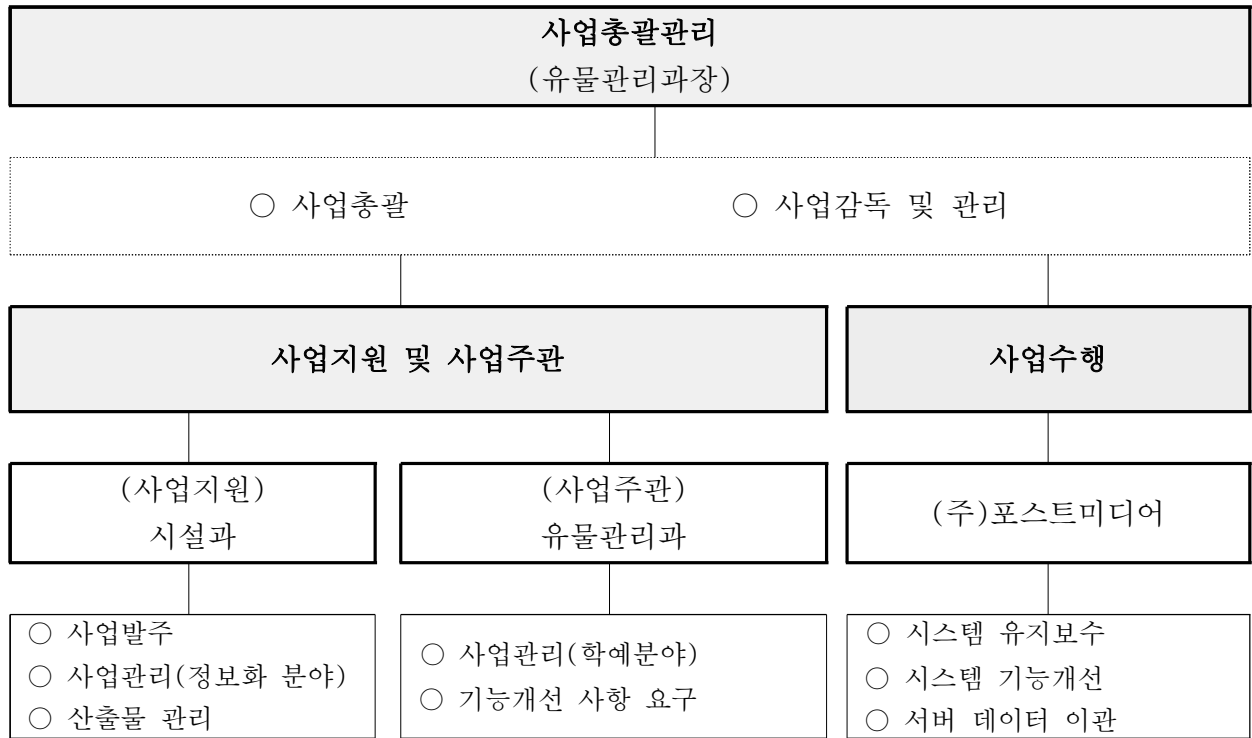 사업총괄관리
(유물관리과장)
○ 사업총괄 ○ 사업감독 및 관리
사업지원 및 사업주관
사업수행
(사업지원)
시설과
(사업주관)
유물관리과
(주)포스트미디어
○ 사업발주
○ 사업관리(정보화 분야)
○ 산출물 관리
○ 사업관리(학예분야)
○ 기능개선 사항 요구
○ 시스템 유지보수
○ 시스템 기능개선
○ 서버 데이터 이관